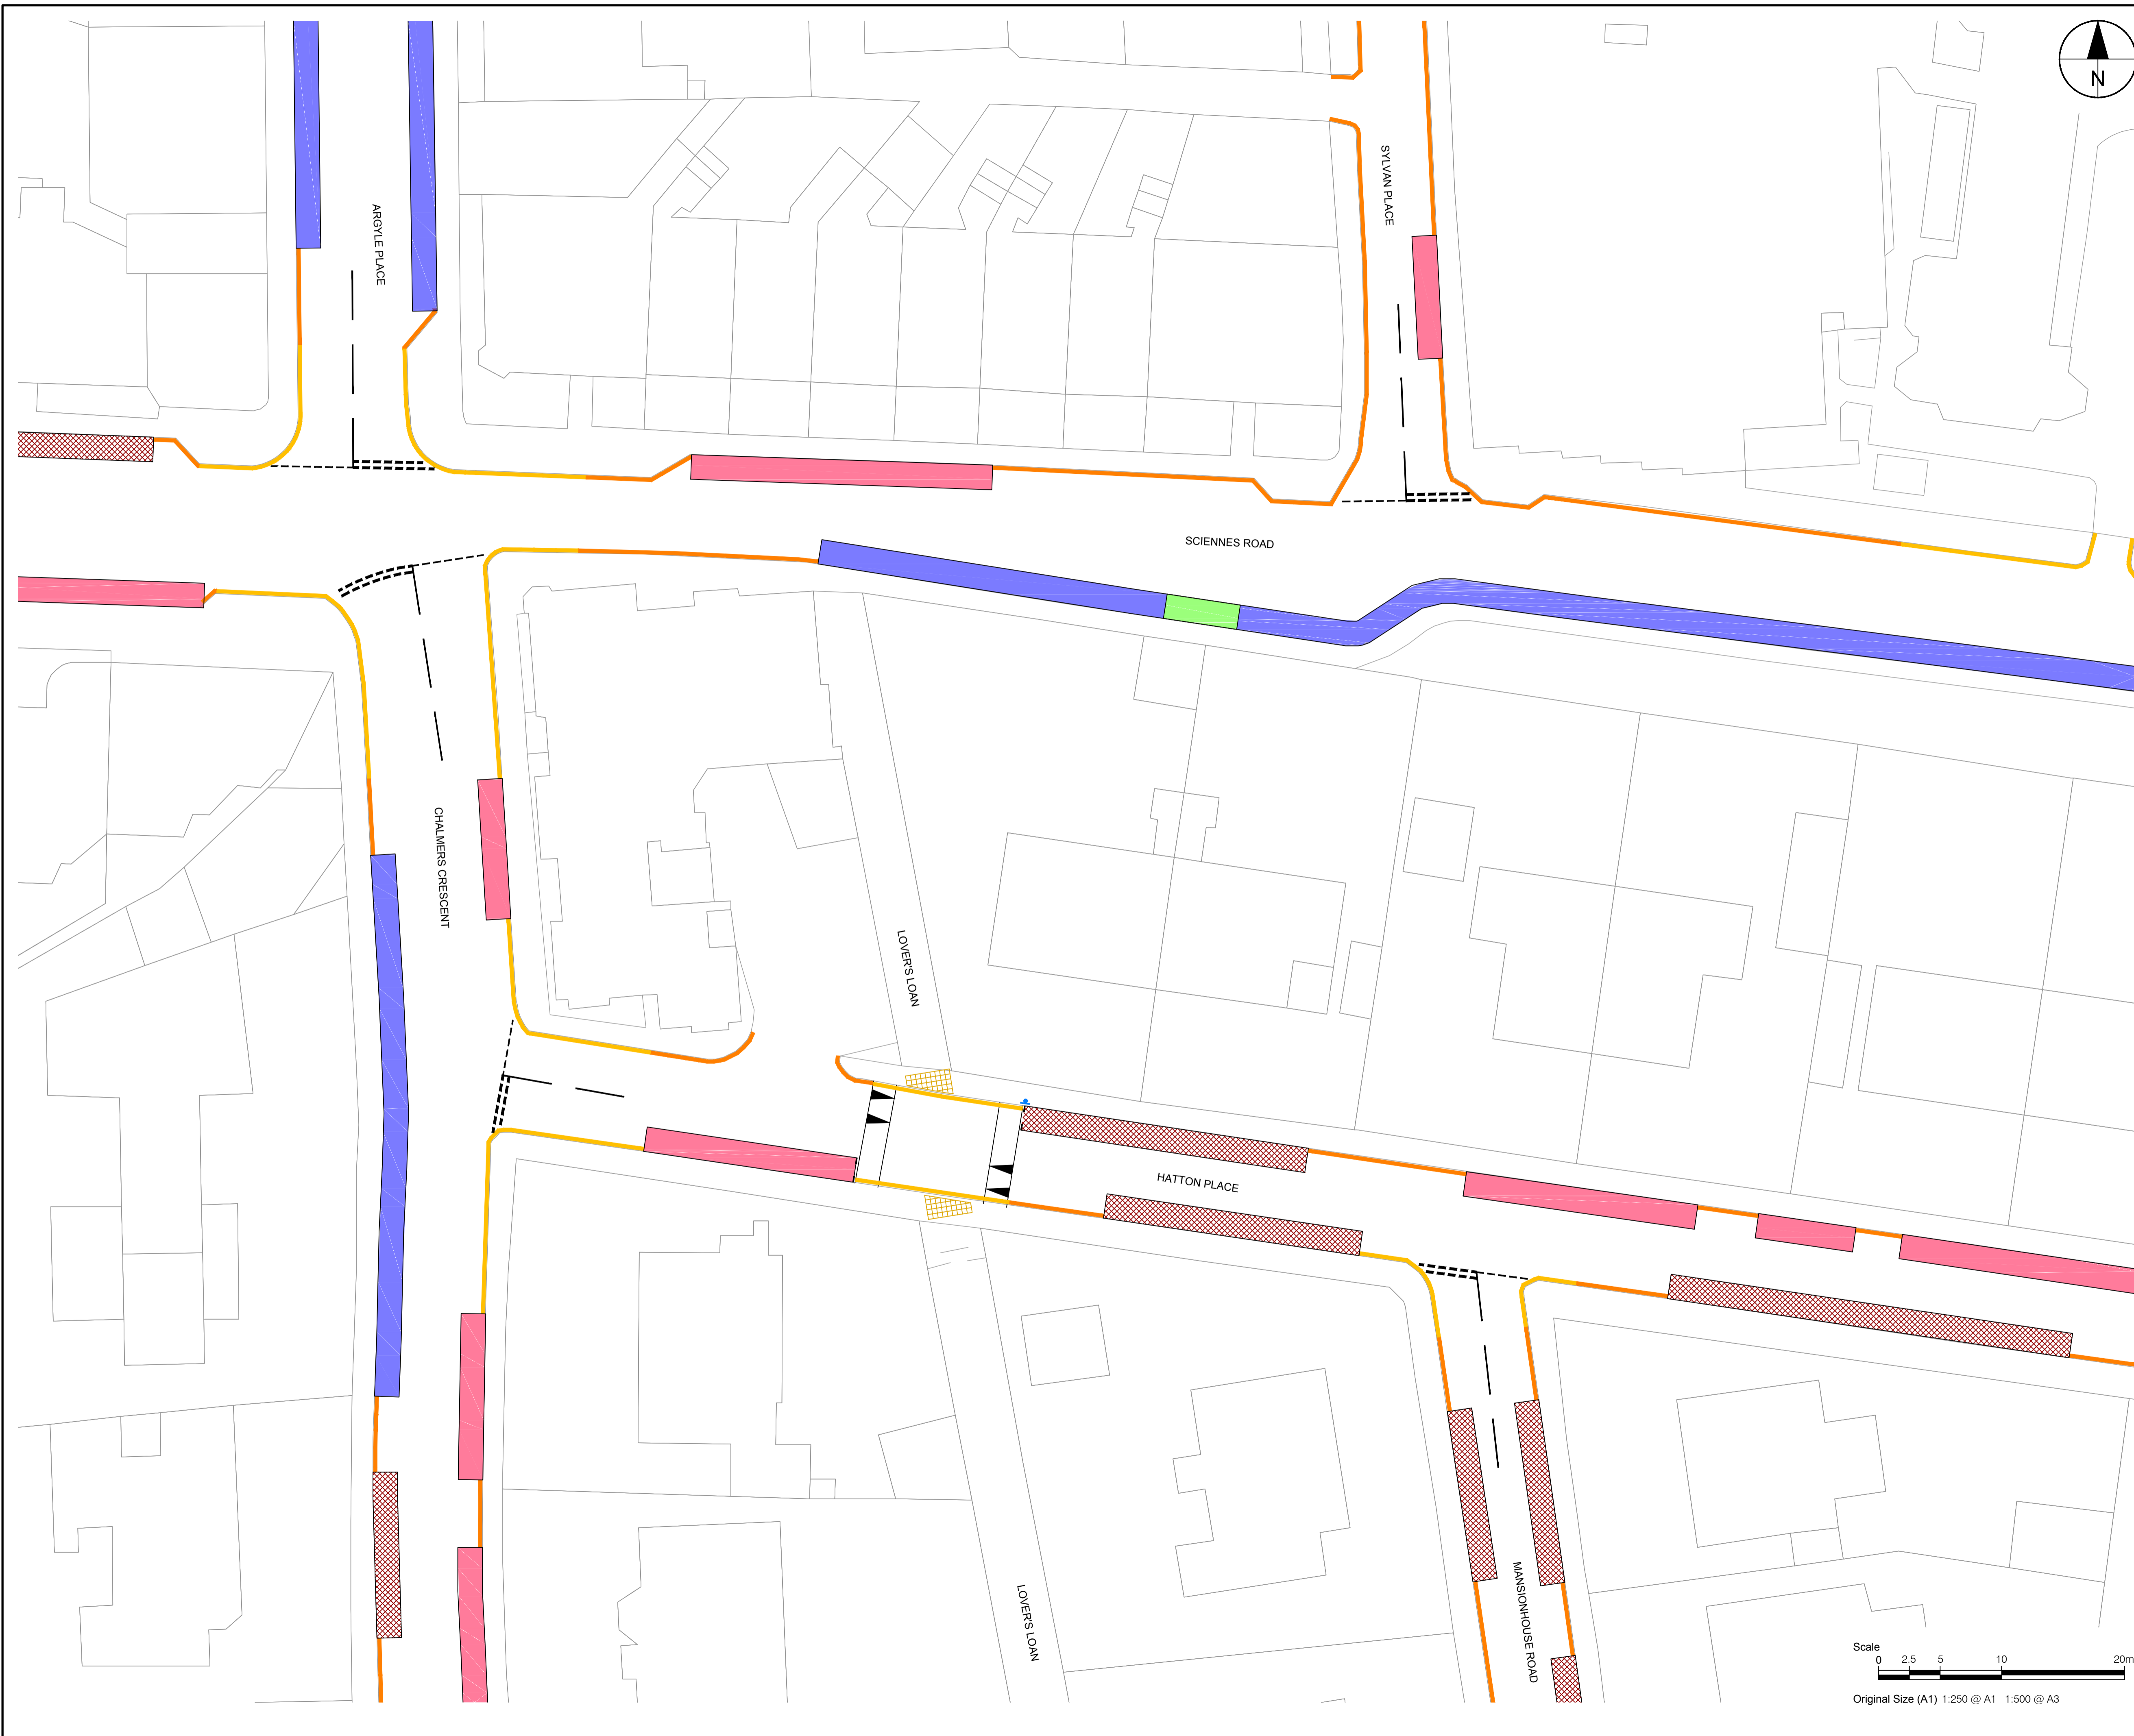 N
SYLVAN PLACE
ARGYLE PLACE
SCIENNES ROAD
CHALMERS CRESCENT
LOVER'S LOAN
HATTON PLACE
LOVER'S LOAN
MANSIONHOUSE ROAD
Scale
0 2.5 5 10 20m
Original Size (A1) 1:250 @ A1 1:500 @ A3